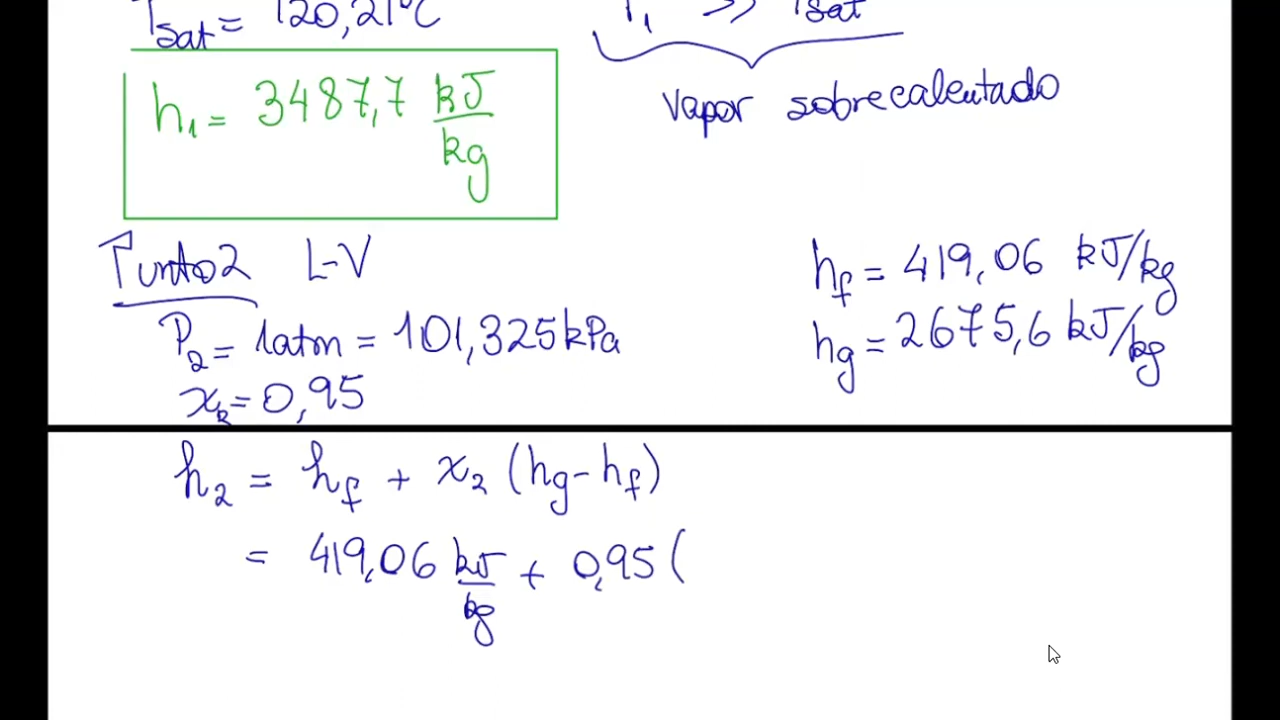 Tsat = 120,21°C
T₁ >> Tsat
vapor sobrecalentado
h₁ = 3487,7 kJ/kg
Punto 2 L-V
P₂ = 1atm = 101,325 kPa
x₂ = 0,95
hf = 419,06 kJ/kg
hg = 2675,6 kJ/kg
h₂ = hf + x₂ (hg - hf)
= 419,06 kJ/kg + 0,95 (